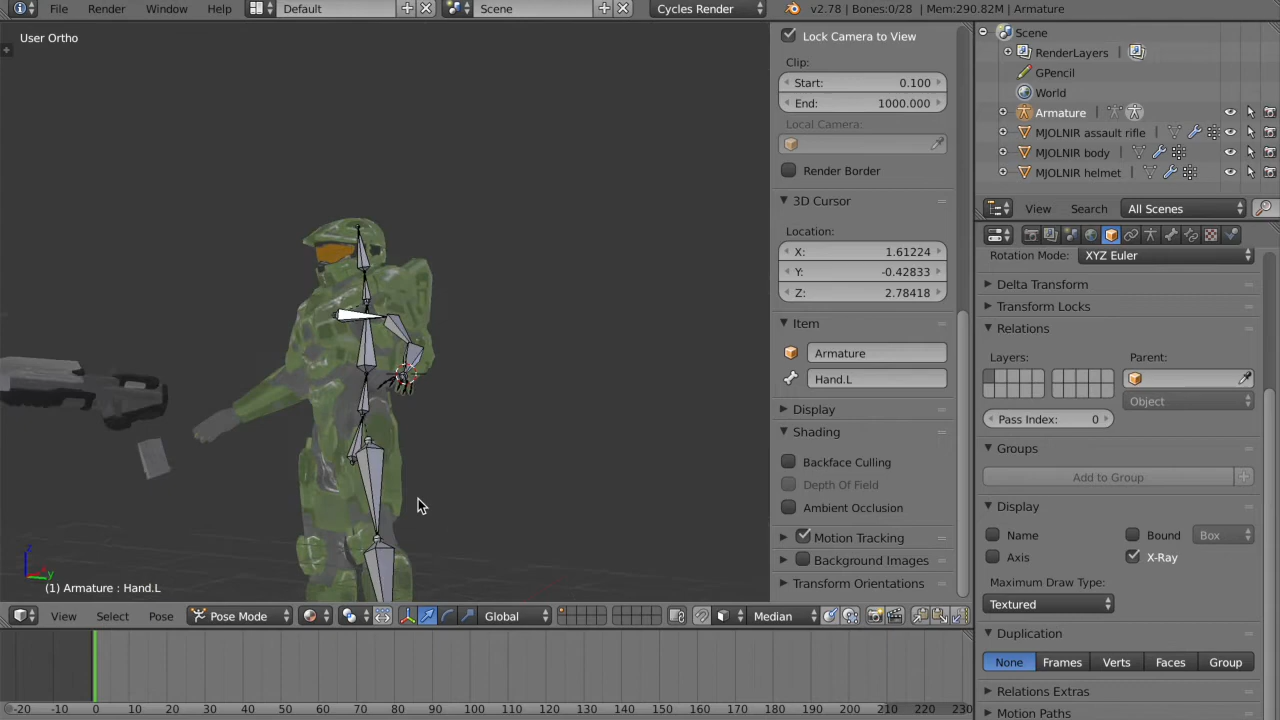 File Render Window Help Default Scene Cycles Render v2.78 | Bones:0/28 | Mem:290.82M | Armature
User Ortho
Lock Camera to View
Clip:
Start: 0.100
End: 1000.000
Local Camera:
Render Border
3D Cursor
Location:
X: 1.61224
Y: -0.42833
Z: 2.78418
Item
Armature
Hand.L
Display
Shading
Backface Culling
Depth Of Field
Ambient Occlusion
Motion Tracking
Background Images
Transform Orientations
Scene
RenderLayers
GPencil
World
Armature
MJOLNIR assault rifle
MJOLNIR body
MJOLNIR helmet
View Search All Scenes
Rotation Mode: XYZ Euler
Delta Transform
Transform Locks
Relations
Layers: Parent:
Object
Pass Index: 0
Groups
Add to Group
Display
Name Bound Box
Axis X-Ray
Maximum Draw Type:
Textured
Duplication
None Frames Verts Faces Group
Relations Extras
Motion Paths
z
y
(1) Armature : Hand.L
View Select Pose Pose Mode Global Median
-20 -10 0 10 20 30 40 50 60 70 80 90 100 110 120 130 140 150 160 170 180 190 200 210 220 230